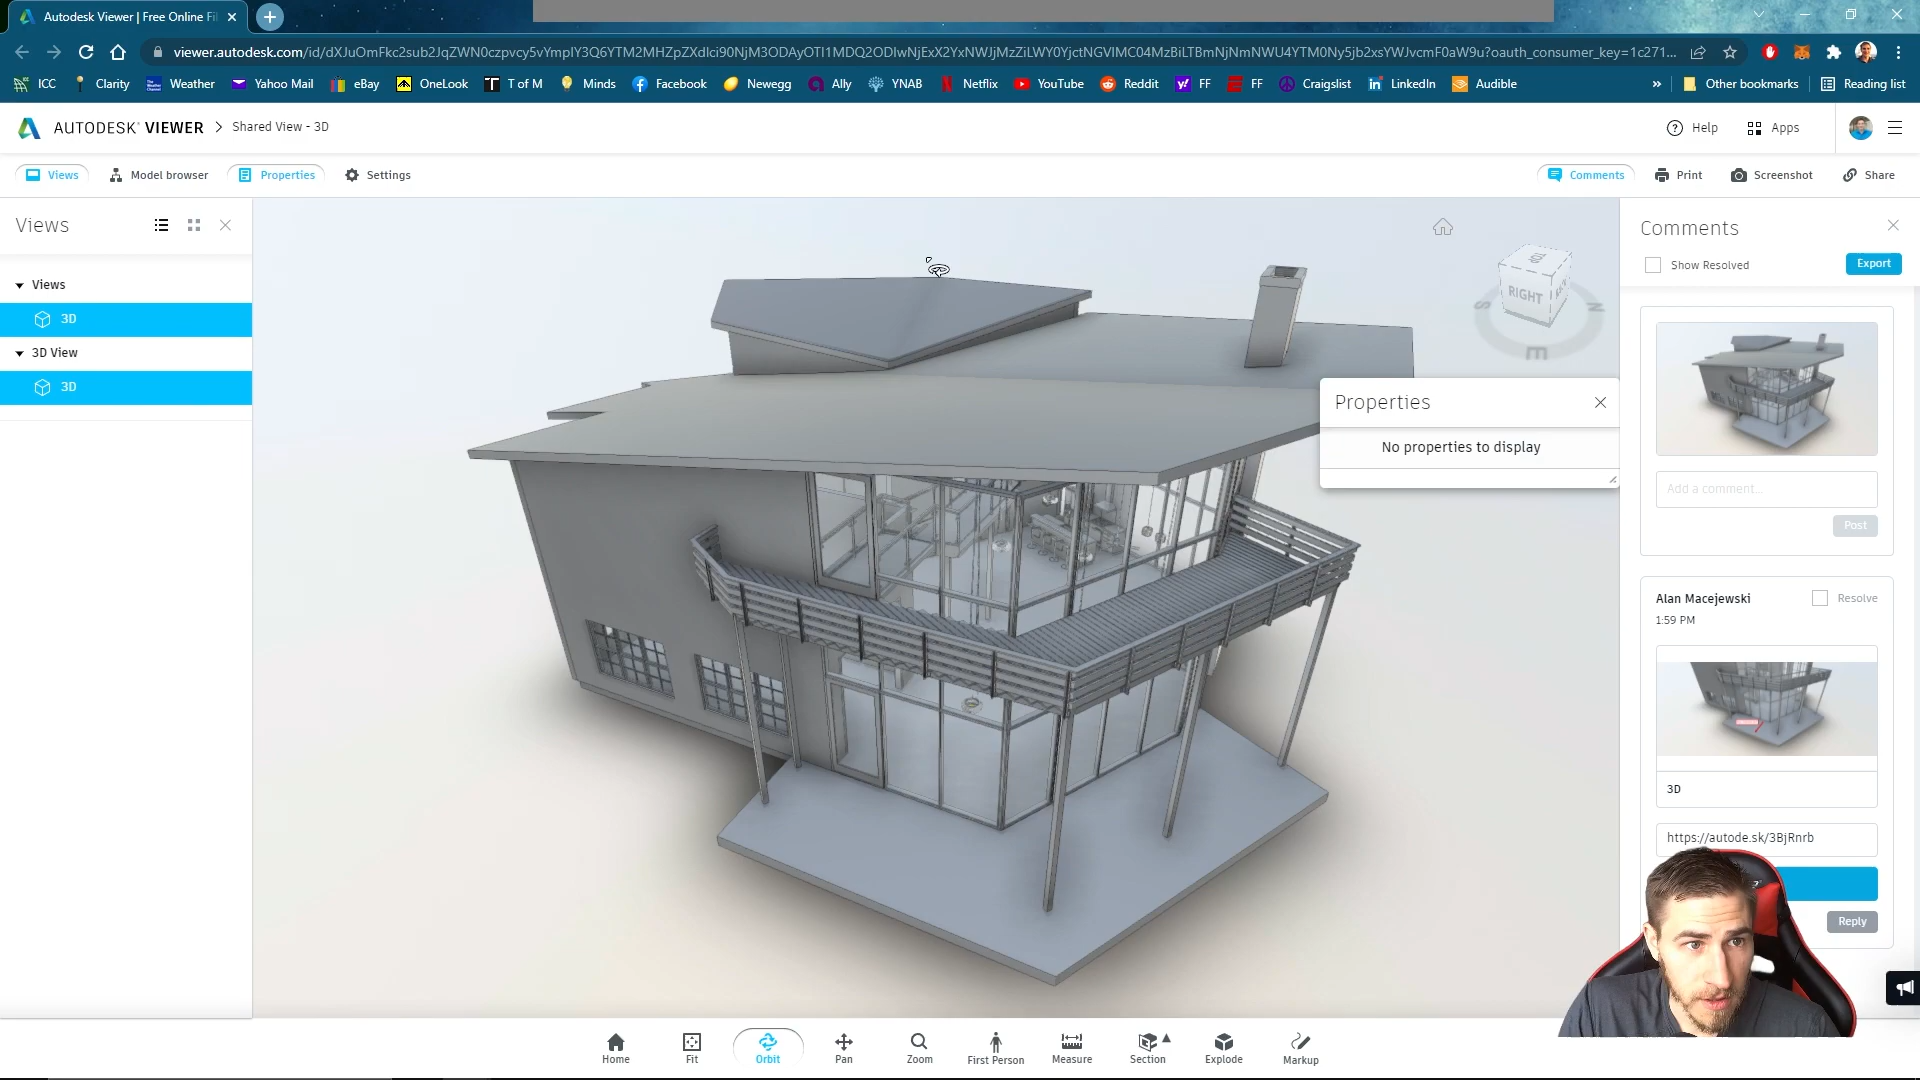 Autodesk Viewer | Free Online Fil
viewer.autodesk.com/id/dXJuOmFkc2sub2JqZWN0czpvcy5vYmplY3Q6YTM2MHZpZXdlci90NjM3ODAyOTI1MDQ2ODIwNjExX2YxNWJjMzZiLWY0YjctNGVlMC04MzBiLTBmNjNmNWU4YTM0Ny5jb2xsYWJvcmF0aW9u?oauth_consumer_key=1c271...
ICC Clarity Weather Yahoo Mail eBay OneLook T of M Minds Facebook Newegg Ally YNAB Netflix YouTube Reddit FF FF Craigslist LinkedIn Audible » Other bookmarks Reading list
AUTODESK VIEWER > Shared View - 3D Help Apps
Views Model browser Properties Settings Comments Print Screenshot Share
Views
Views
3D
3D View
3D
RIGHT
S
E
N
Properties
No properties to display
Comments
Show Resolved Export
Add a comment...
Post
Alan Macejewski Resolve
1:59 PM
3D
https://autode.sk/3BjRnrb
Reply
Home Fit Orbit Pan Zoom First Person Measure Section Explode Markup